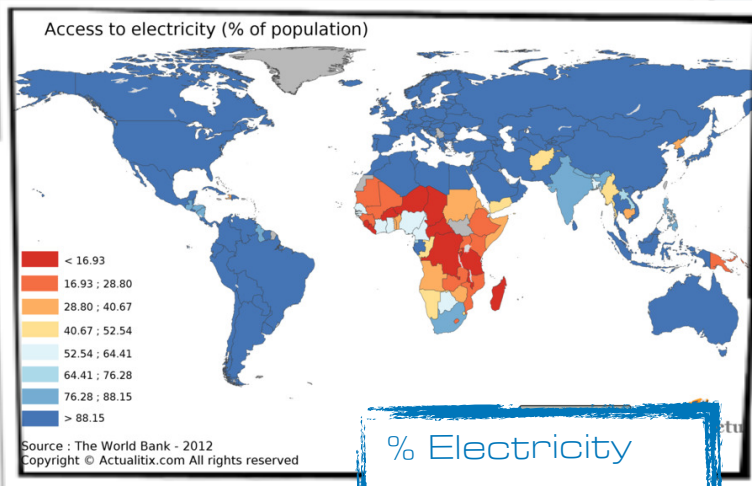 Access to electricity (% of population)
< 16.93
16.93 ; 28.80
28.80 ; 40.67
40.67 ; 52.54
52.54 ; 64.41
64.41 ; 76.28
76.28 ; 88.15
> 88.15
Source : The World Bank - 2012
Copyright © Actualitix.com All rights reserved
% Electricity